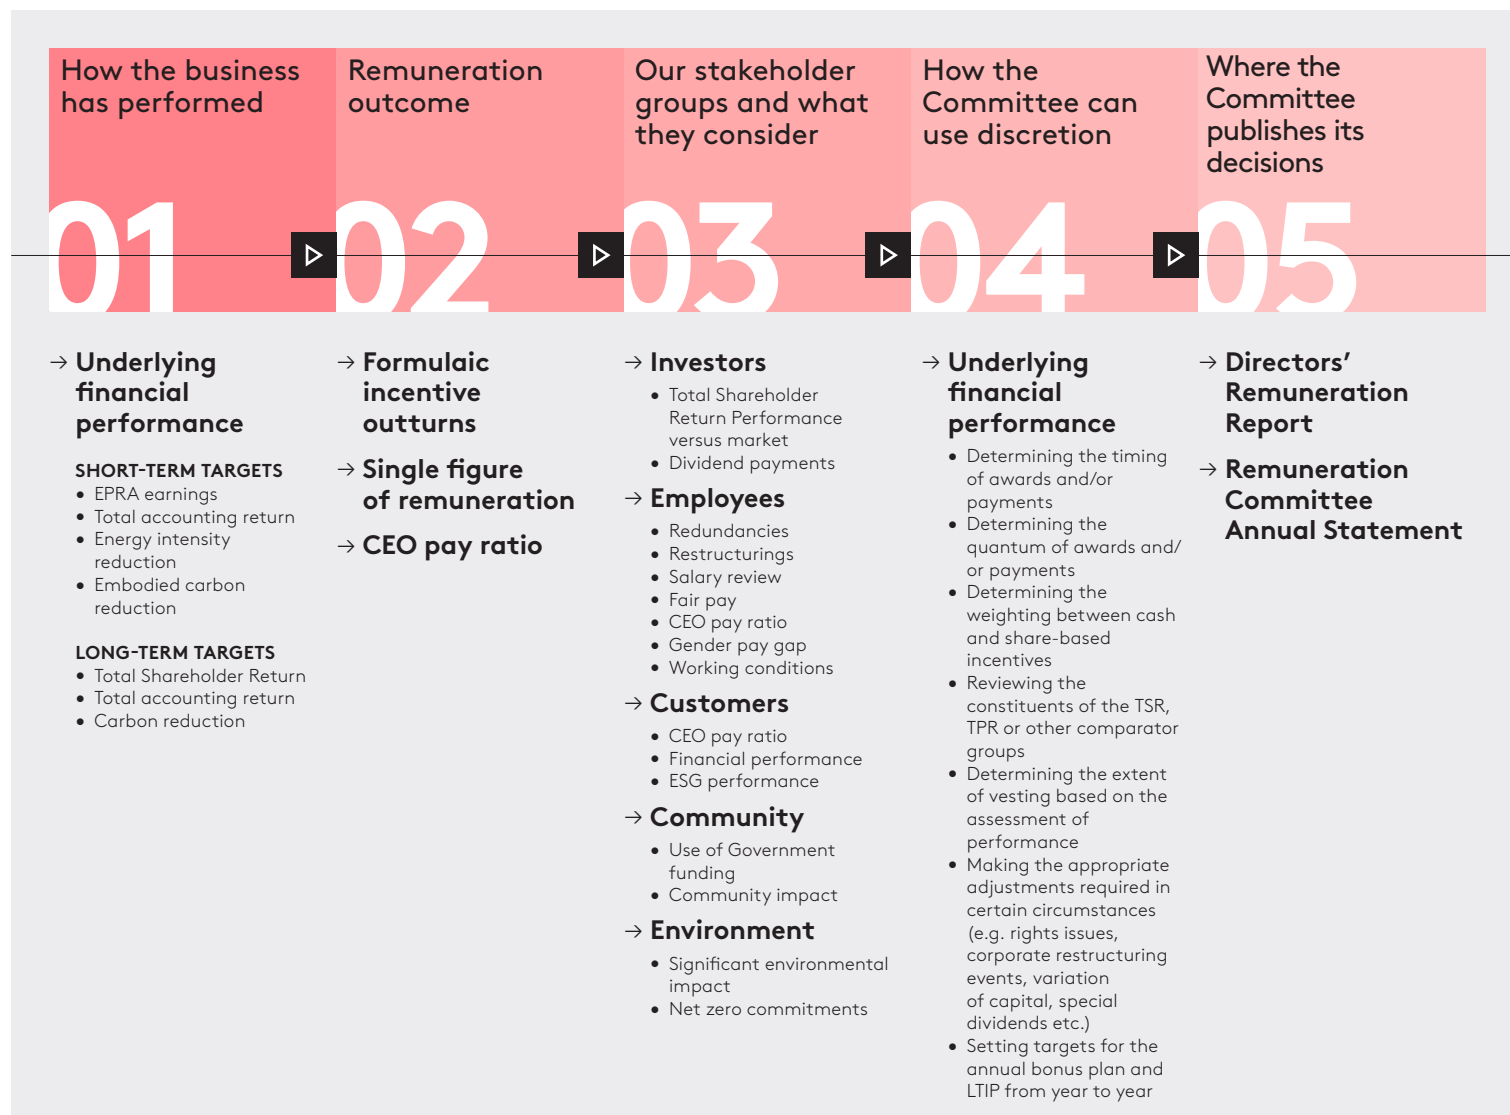 How the business
has performed
01
Remuneration
outcome
02
Our stakeholder
groups and what
they consider
03
How the
Committee can
use discretion
04
Where the
Committee
publishes its
decisions
05
→ Underlying
financial
performance
SHORT-TERM TARGETS
• EPRA earnings
• Total accounting return
• Energy intensity
reduction
• Embodied carbon
reduction
LONG-TERM TARGETS
• Total Shareholder Return
• Total accounting return
• Carbon reduction
→ Formulaic
incentive
outturns
→ Single figure
of remuneration
→ CEO pay ratio
→ Investors
• Total Shareholder
Return Performance
versus market
• Dividend payments
→ Employees
• Redundancies
• Restructurings
• Salary review
• Fair pay
• CEO pay ratio
• Gender pay gap
• Working conditions
→ Customers
• CEO pay ratio
• Financial performance
• ESG performance
→ Community
• Use of Government
funding
• Community impact
→ Environment
• Significant environmental
impact
• Net zero commitments
→ Underlying
financial
performance
• Determining the timing
of awards and/or
payments
• Determining the
quantum of awards and/
or payments
• Determining the
weighting between cash
and share-based
incentives
• Reviewing the
constituents of the TSR,
TPR or other comparator
groups
• Determining the extent
of vesting based on the
assessment of
performance
• Making the appropriate
adjustments required in
certain circumstances
(e.g. rights issues,
corporate restructuring
events, variation
of capital, special
dividends etc.)
• Setting targets for the
annual bonus plan and
LTIP from year to year
→ Directors’
Remuneration
Report
→ Remuneration
Committee
Annual Statement